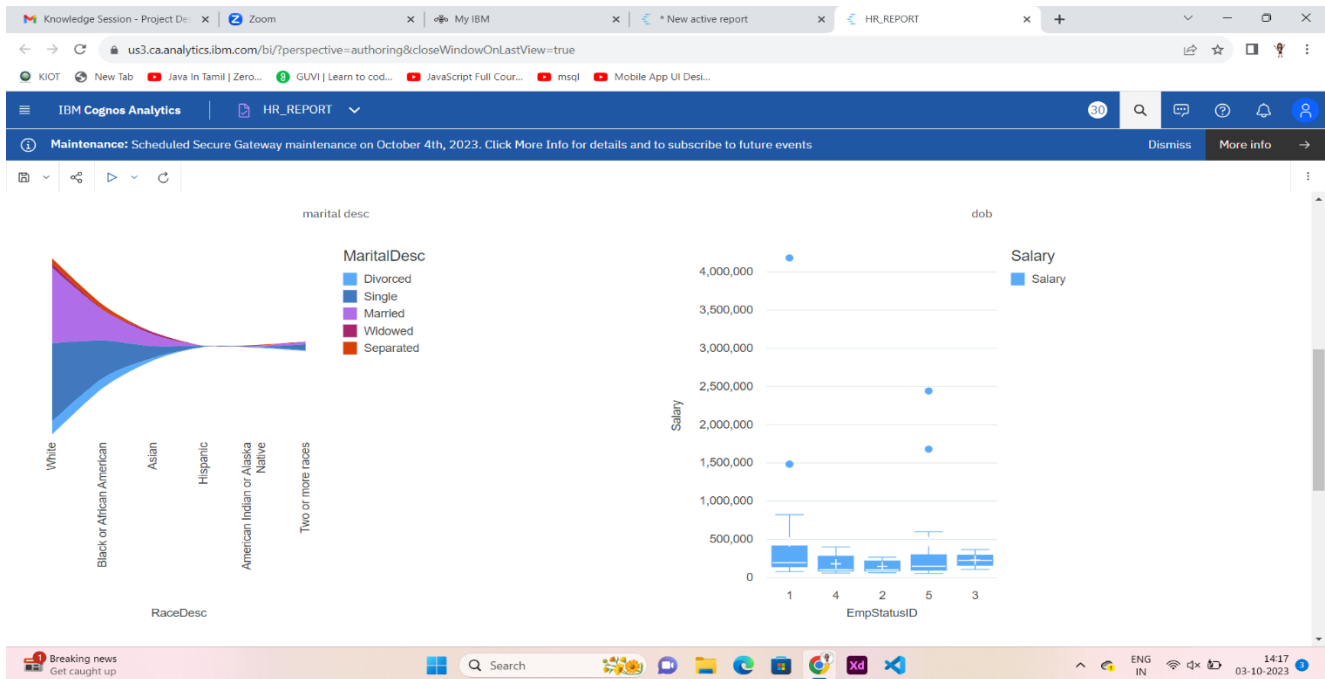 Knowledge Session - Project De
Zoom
My IBM
* New active report
HR_REPORT
us3.ca.analytics.ibm.com/bi/?perspective=authoring&closeWindowOnLastView=true
KIOT
New Tab
Java In Tamil | Zero...
GUVI | Learn to cod...
JavaScript Full Cour...
msql
Mobile App UI Desi...
IBM Cognos Analytics
HR_REPORT
30
Maintenance: Scheduled Secure Gateway maintenance on October 4th, 2023. Click More Info for details and to subscribe to future events
Dismiss
More info
marital desc
dob
MaritalDesc
Divorced
Single
Married
Widowed
Separated
White
Black or African American
Asian
Hispanic
American Indian or Alaska
Native
Two or more races
RaceDesc
Salary
4,000,000
3,500,000
3,000,000
2,500,000
2,000,000
1,500,000
1,000,000
500,000
0
1 4 2 5 3
EmpStatusID
Salary
Salary
1
Breaking news
Get caught up
Search
Xd
ENG
IN
14:17
03-10-2023
3